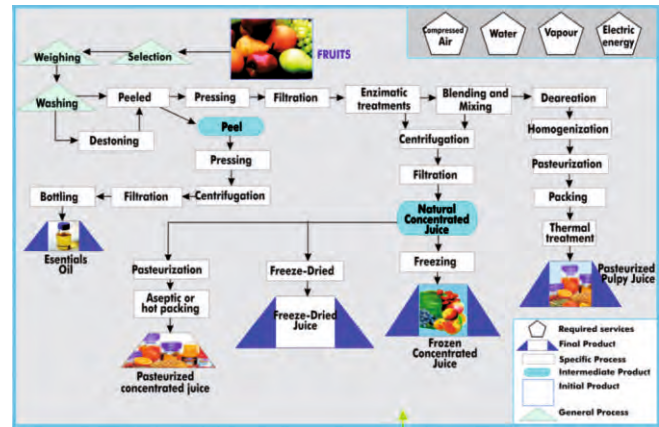 FRUITS
Compressed
Air
Water
Vapour
Electric
energy
Weighing
Selection
Washing
Peeled
Pressing
Filtration
Enzimatic
treatments
Blending and
Mixing
Deareation
Destoning
Peel
Centrifugation
Homogenization
Pressing
Filtration
Pasteurization
Bottling
Filtration
Centrifugation
Natural
Concentrated
Juice
Packing
Esentials
Oil
Thermal
treatment
Pasteurization
Freeze-Dried
Freezing
Pasteurized
Pulpy Juice
Aseptic or
hot packing
Freeze-Dried
Juice
Frozen
Concentrated
Juice
Pasteurized
concentrated juice
Required services
Final Product
Specific Process
Intermediate Product
Initial Product
General Process